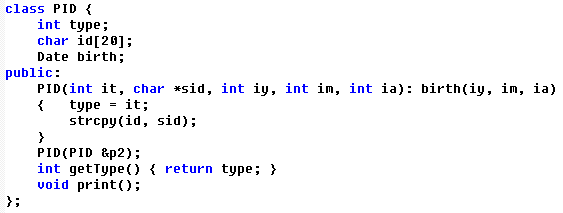 class PID {
    int type;
    char id[20];
    Date birth;
public:
    PID(int it, char *sid, int iy, int im, int ia): birth(iy, im, ia)
    {   type = it;
        strcpy(id, sid);
    }
    PID(PID &p2);
    int getType() { return type; }
    void print();
};